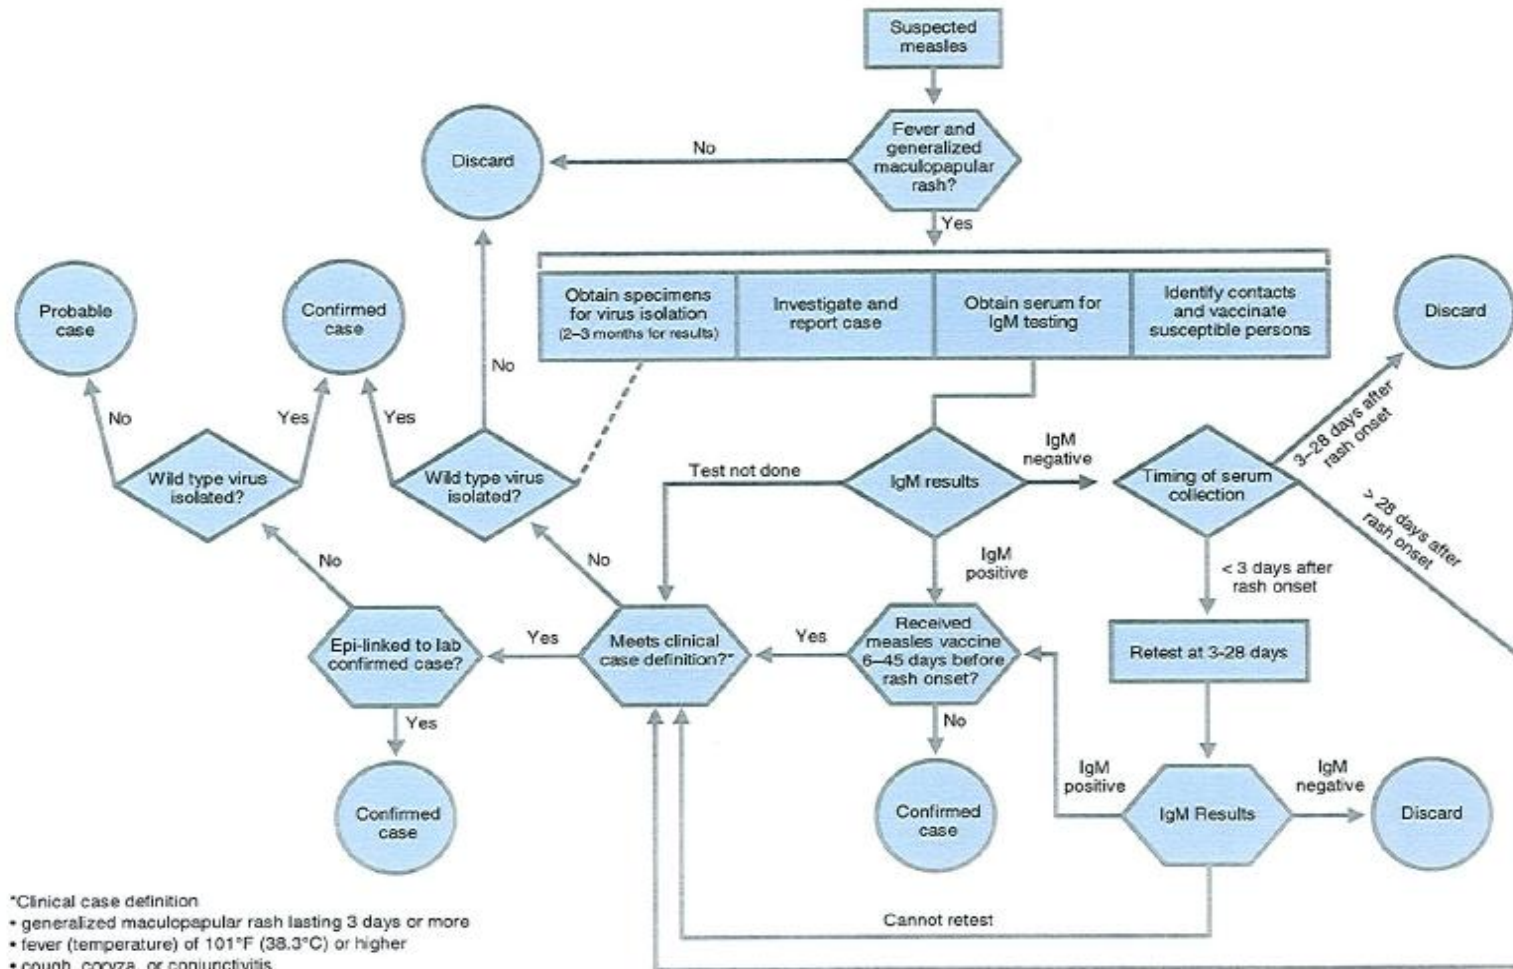 Suspected
measles
Fever and
generalized
maculopapular
rash?
No
Discard
Yes
Obtain specimens
for virus isolation
(2–3 months for results)
Investigate and
report case
Obtain serum for
IgM testing
Identify contacts
and vaccinate
susceptible persons
Discard
Probable
case
Confirmed
case
No
No
Yes
Yes
Wild type virus
isolated?
Wild type virus
isolated?
Test not done
IgM results
IgM
negative
Timing of serum
collection
3–28 days after
rash onset
> 28 days after
rash onset
No
No
IgM
positive
< 3 days after
rash onset
Epi-linked to lab
confirmed case?
Yes
Meets clinical
case definition?*
Yes
Received
measles vaccine
6–45 days before
rash onset?
Retest at 3-28 days
Yes
No
Confirmed
case
Confirmed
case
IgM
positive
IgM Results
IgM
negative
Discard
Cannot retest
*Clinical case definition
• generalized maculopapular rash lasting 3 days or more
• fever (temperature) of 101°F (38.3°C) or higher
• cough, coryza, or conjunctivitis